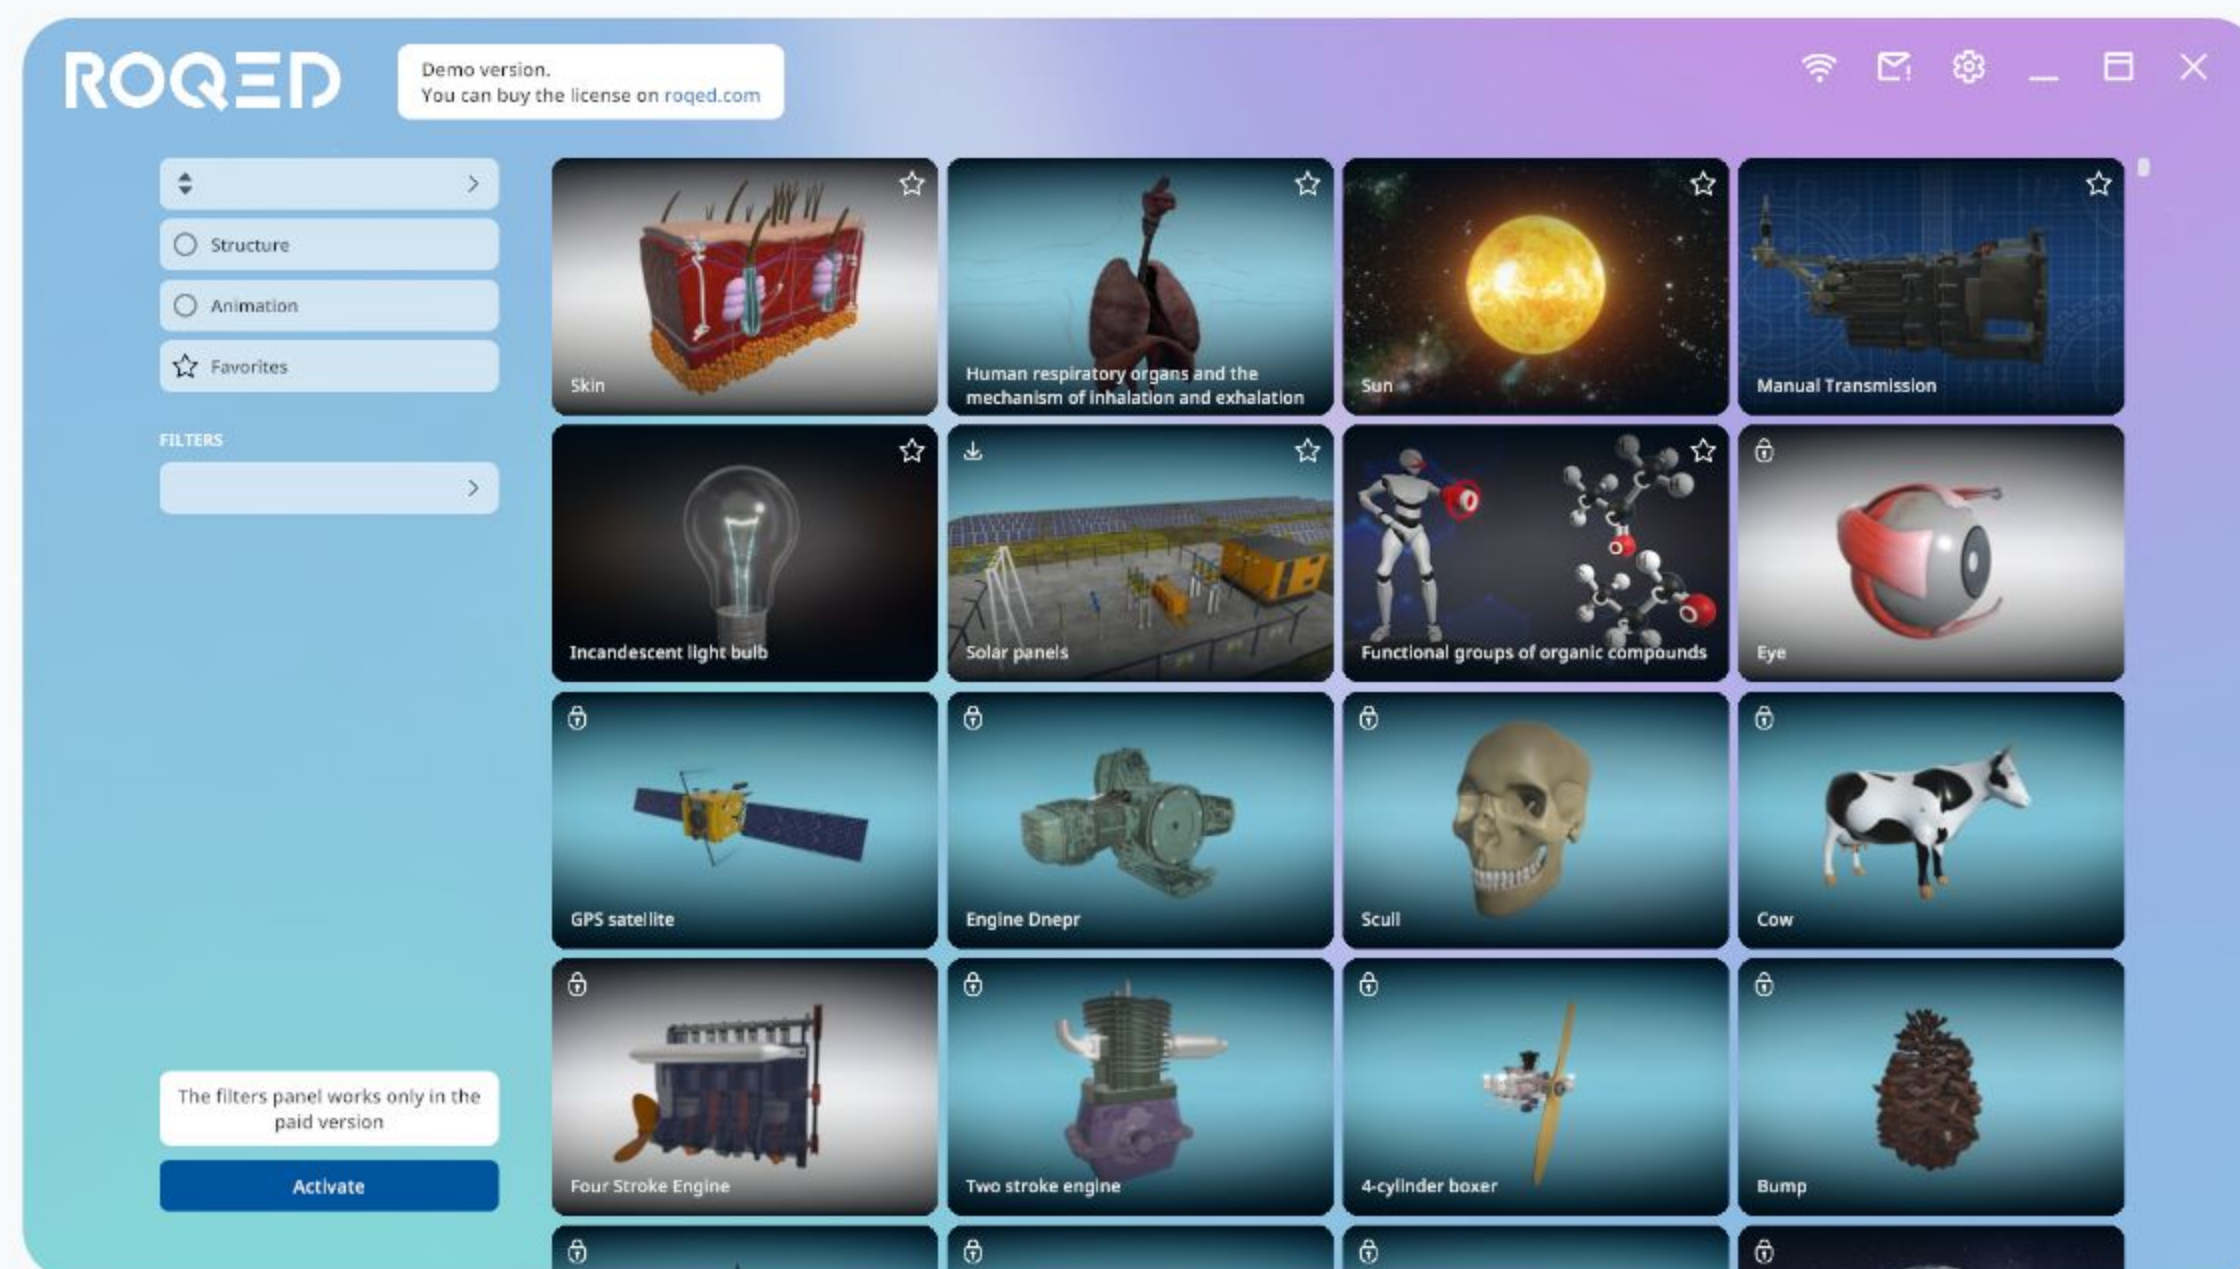 ROQED
Demo version.
You can buy the license on roqed.com
Structure
Animation
Favorites
FILTERS
The filters panel works only in the
paid version
Activate
Skin
Human respiratory organs and the
mechanism of inhalation and exhalation
Sun
Manual Transmission
Incandescent light bulb
Solar panels
Functional groups of organic compounds
Eye
GPS satellite
Engine Dnepr
Scull
Cow
Four Stroke Engine
Two stroke engine
4-cylinder boxer
Bump